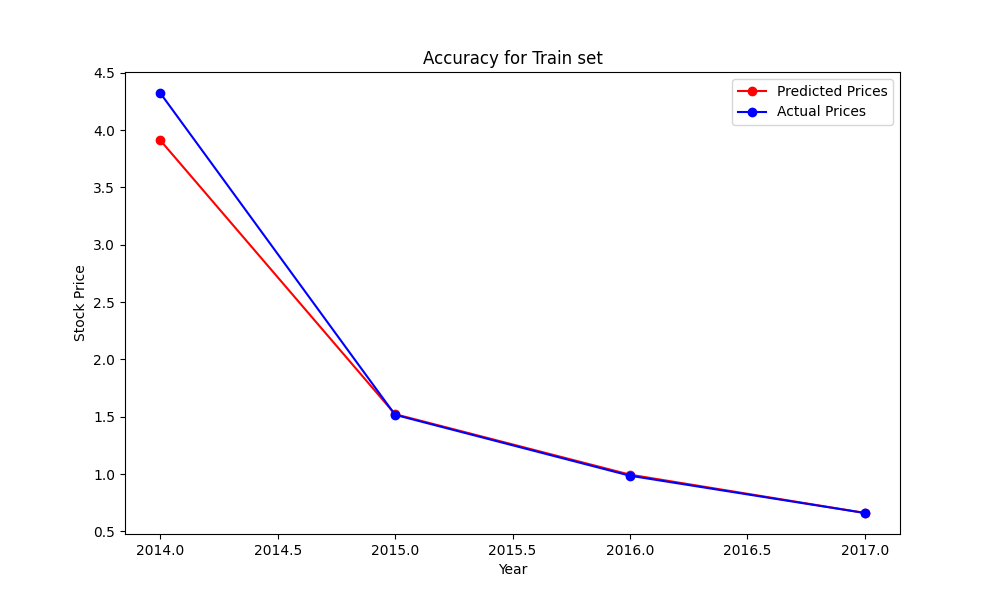 Accuracy for Train set
Predicted Prices
Actual Prices
4.5
4.0
3.5
3.0
2.5
2.0
1.5
1.0
0.5
Stock Price
2014.0 2014.5 2015.0 2015.5 2016.0 2016.5 2017.0
Year